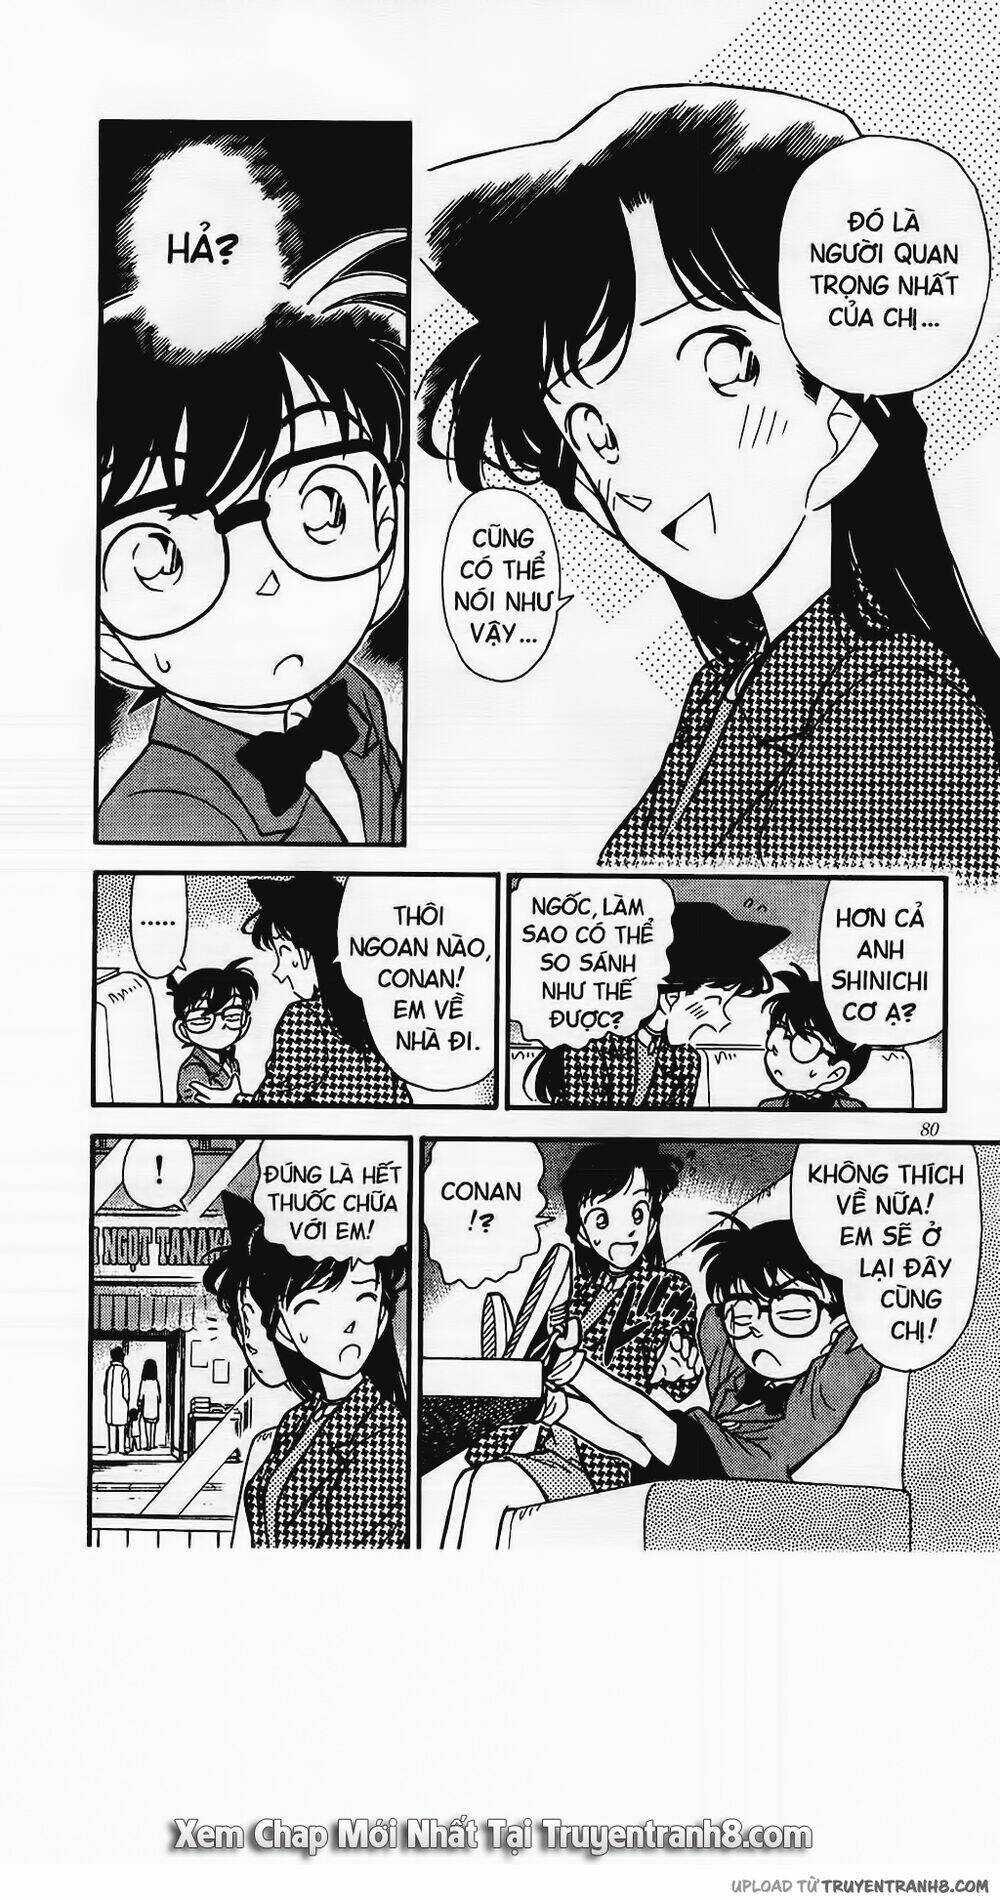 ĐÓ LÀ
NGƯỜI QUAN
TRỌNG NHẤT
CỦA CHỊ...
CŨNG
CÓ THỂ
NÓI NHƯ
VẬY...
HẢ?
HƠN CẢ
ANH
SHINICHI
CƠ Ạ?
NGỐC, LÀM
SAO CÓ THỂ
SO SÁNH
NHƯ THẾ
ĐƯỢC?
THÔI
NGOAN NÀO,
CONAN!
EM VỀ
NHÀ ĐI.
......
80
KHÔNG THÍCH
VỀ NỮA!
EM SẼ Ở
LẠI ĐÂY
CÙNG
CHỊ!
CONAN
!?
ĐÚNG LÀ HẾT
THUỐC CHỮA
VỚI EM!
!
NGỌT TANAKA
Xem Chap Mới Nhất Tại Truyentranh8.com
UPLOAD TỪ TRUYENTRANH8.COM